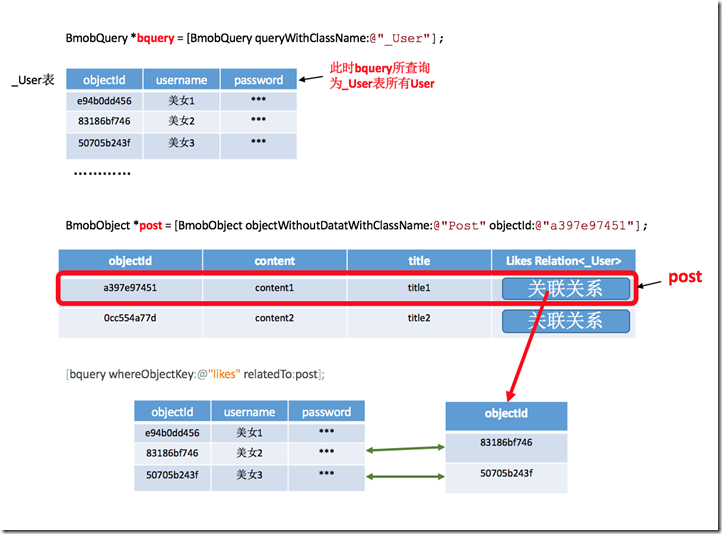 BmobQuery *bquery = [BmobQuery queryWithClassName:@"_User"];
_User表
objectId username password
e94b0dd456 美女1 ***
83186bf746 美女2 ***
50705b243f 美女3 ***
…………
此时bquery所查询
为_User表所有User
BmobObject *post = [BmobObject objectWithoutDatatWithClassName:@"Post" objectId:@"a397e97451"];
objectId content title Likes Relation<_User>
a397e97451 content1 title1 关联关系
0cc554a77d content2 title2 关联关系
post
[bquery whereObjectKey:@"likes" relatedTo:post];
objectId username password
e94b0dd456 美女1 ***
83186bf746 美女2 ***
50705b243f 美女3 ***
objectId
83186bf746
50705b243f